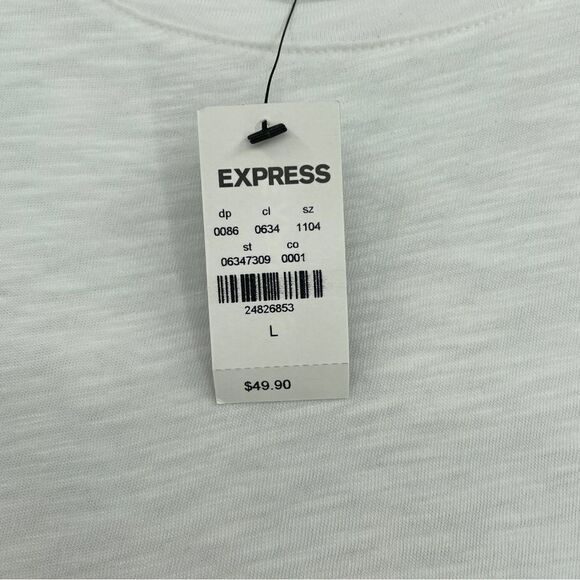 EXPRESS
dp cl sz
0086 0634 1104
st co
06347309 0001
24826853
L
$49.90